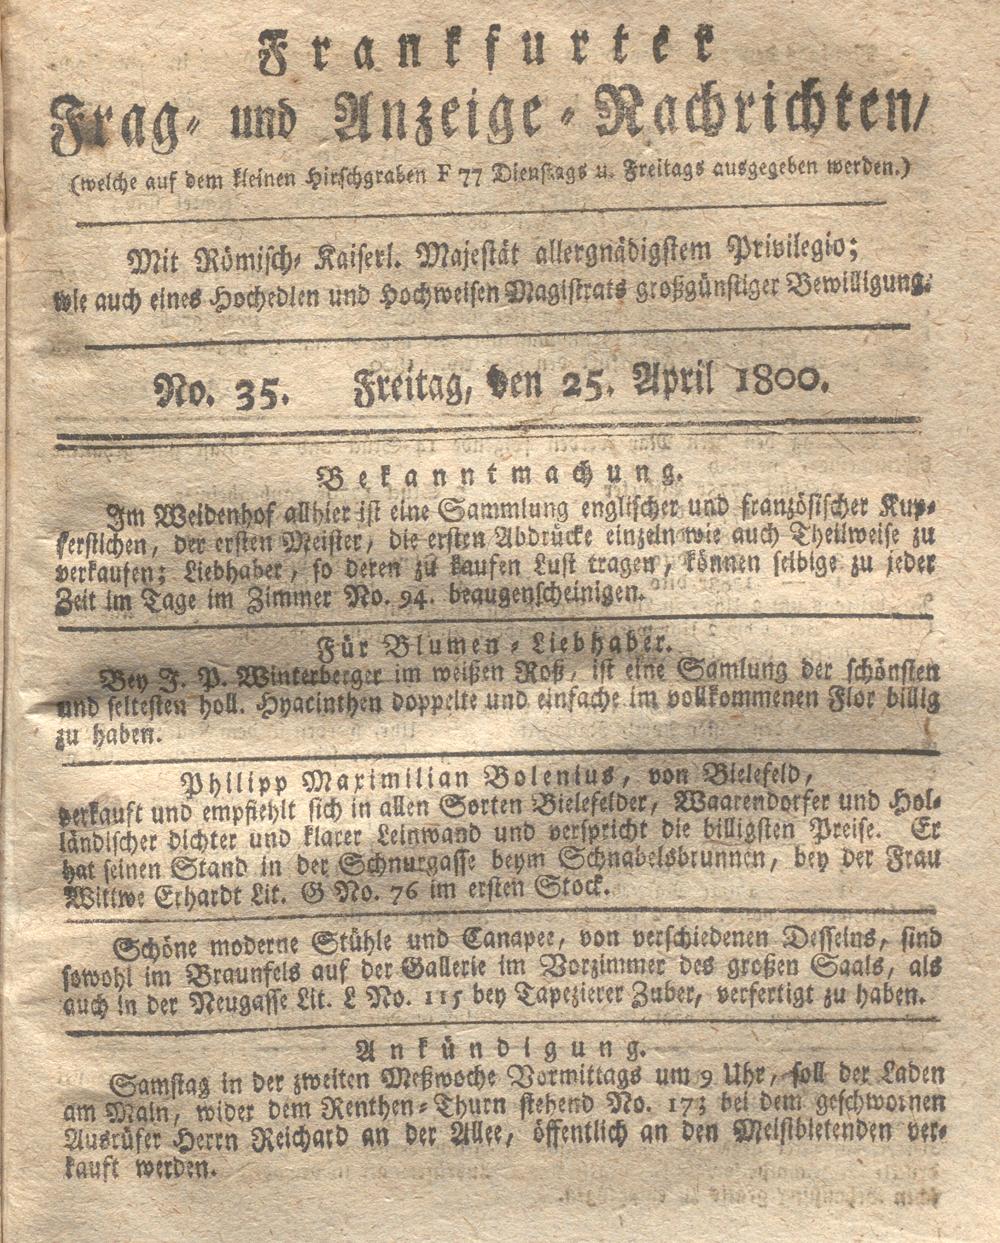 Frankfurter
Frag- und Anzeige-Nachrichten/
(welche auf dem kleinen Hirschgraben F 77 Dienstags u. Freitags ausgegeben werden.)
Mit Römisch-Kaiserl. Majestät allergnädigstem Privilegio;
wie auch eines Hochedlen und Hochweisen Magistrats großgünstiger Bewilligung.
No. 35. Freitag, den 25. April 1800.
Bekanntmachung.
Im Weidenhof allhier ist eine Sammlung englischer und französischer Kup-
ferstichen, der ersten Meister, die ersten Abdrücke einzeln wie auch Theilweise zu
verkaufen; Liebhaber, so deren zu kaufen Lust tragen, können selbige zu jeder
Zeit im Tage im Zimmer No. 94. beaugenscheinigen.
Für Blumen-Liebhaber.
Bey J. P. Winterberger im weißen Roß, ist eine Samlung der schönsten
und seltesten holl. Hyacinthen doppelte und einfache im vollkommenen Flor billig
zu haben.
Philipp Maximilian Bolenius, von Bielefeld,
verkauft und empfiehlt sich in allen Sorten Bielefelder, Waarendorfer und Hol-
ländischer dichter und klarer Leinwand und verspricht die billigsten Preise. Er
hat seinen Stand in der Schnurgasse beym Schnabelsbrunnen, bey der Frau
Wittwe Erhardt Lit. G No. 76 im ersten Stock.
Schöne moderne Stühle und Canapee, von verschiedenen Desseins, sind
sowohl im Braunfels auf der Gallerie im Vorzimmer des großen Saals, als
auch in der Neugasse Lit. L No. 115 bey Tapezierer Zuber, verfertigt zu haben.
Ankündigung.
Samstag in der zweiten Meßwoche Vormittags um 9 Uhr, soll der Laden
am Main, wider dem Renthen-Thurn stehend No. 173 bei dem geschwornen
Ausrüfer Herrn Reichard an der Allee, öffentlich an den Meistbietenden ver-
kauft werden.